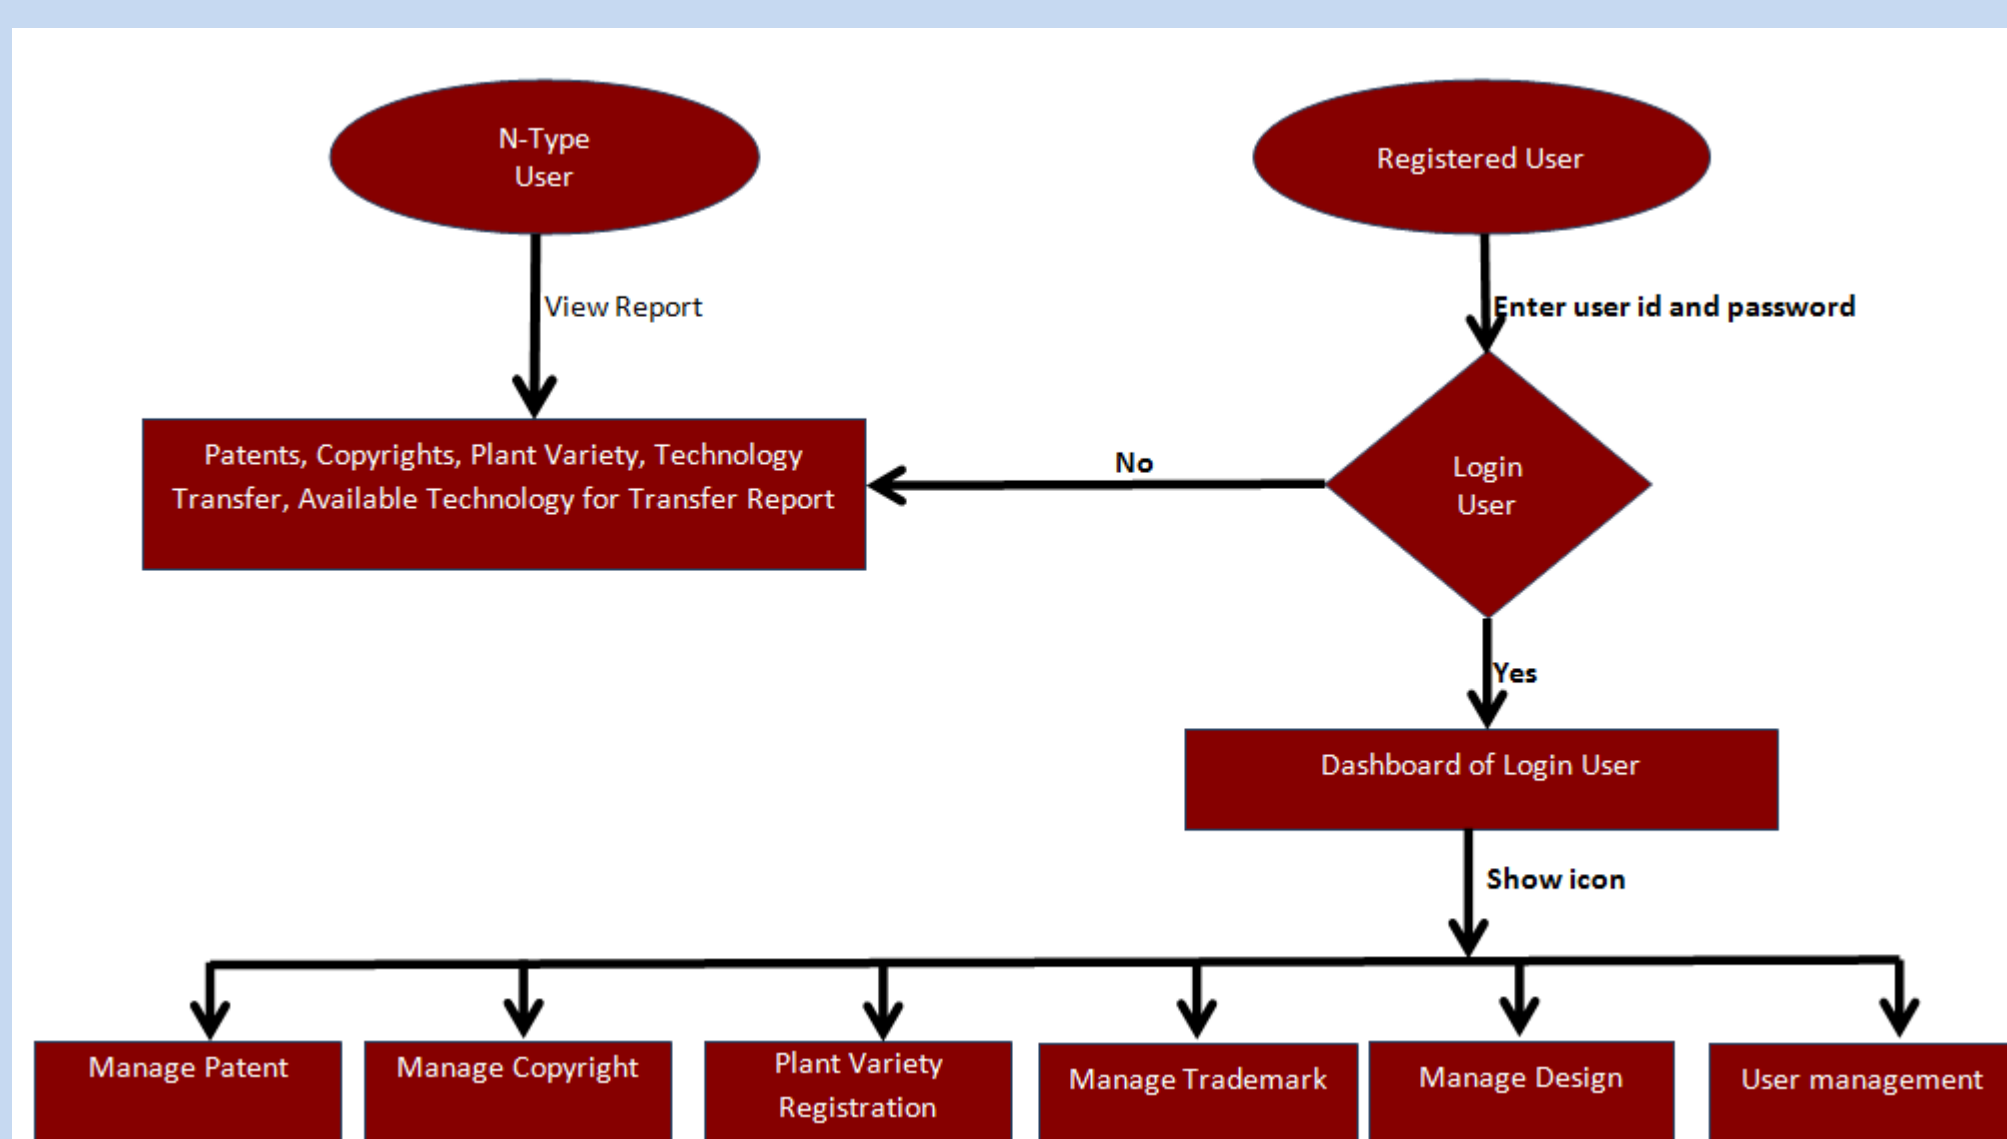 N-Type
User
Registered User
View Report
Enter user id and password
Patents, Copyrights, Plant Variety, Technology
Transfer, Available Technology for Transfer Report
No
Login
User
Yes
Dashboard of Login User
Show icon
Manage Patent
Manage Copyright
Plant Variety
Registration
Manage Trademark
Manage Design
User management